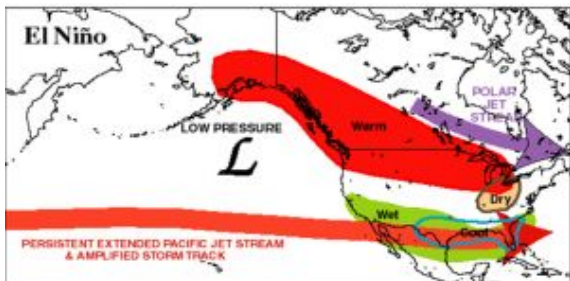 El Niño
POLAR
JET
STREAM
LOW PRESSURE
Warm
L
Dry
Wet
Cool
PERSISTENT EXTENDED PACIFIC JET STREAM
& AMPLIFIED STORM TRACK